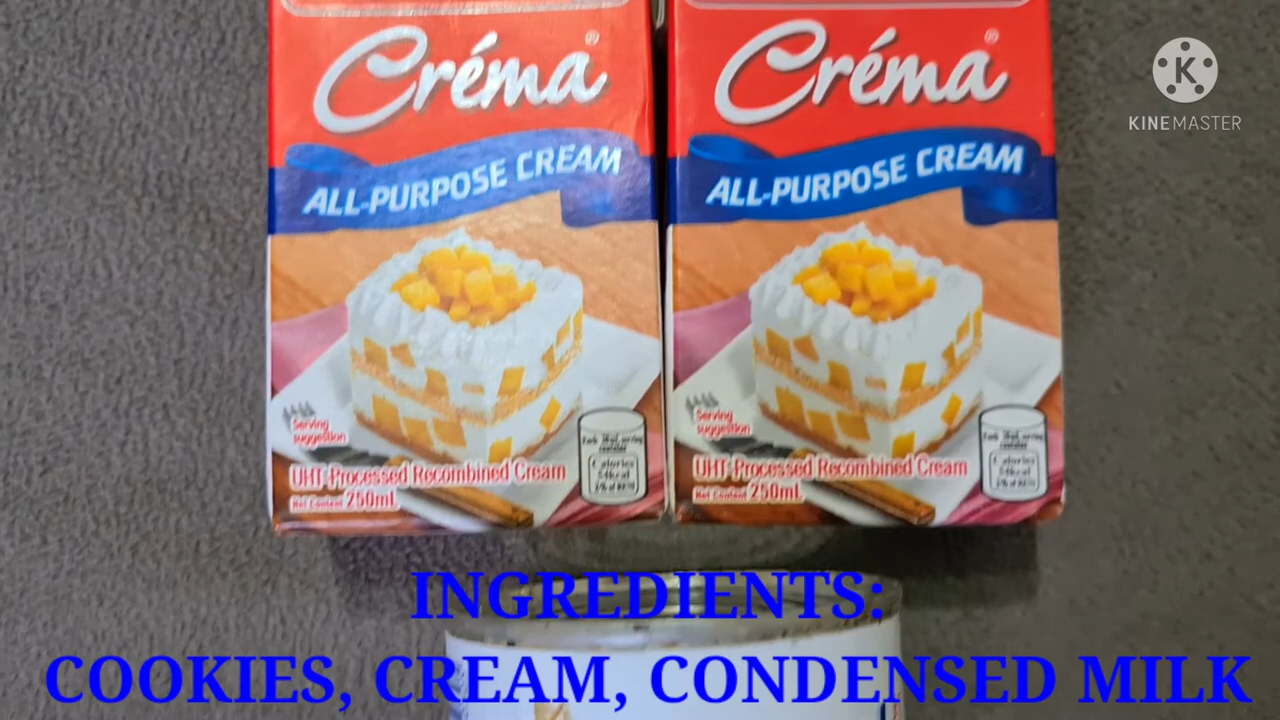 Créma®
ALL-PURPOSE CREAM
Serving
suggestion
UHT-Processed Recombined Cream
Net Content 250mL
Créma®
ALL-PURPOSE CREAM
Serving
suggestion
UHT-Processed Recombined Cream
Net Content 250mL
K
KINEMASTER
INGREDIENTS:
COOKIES, CREAM, CONDENSED MILK